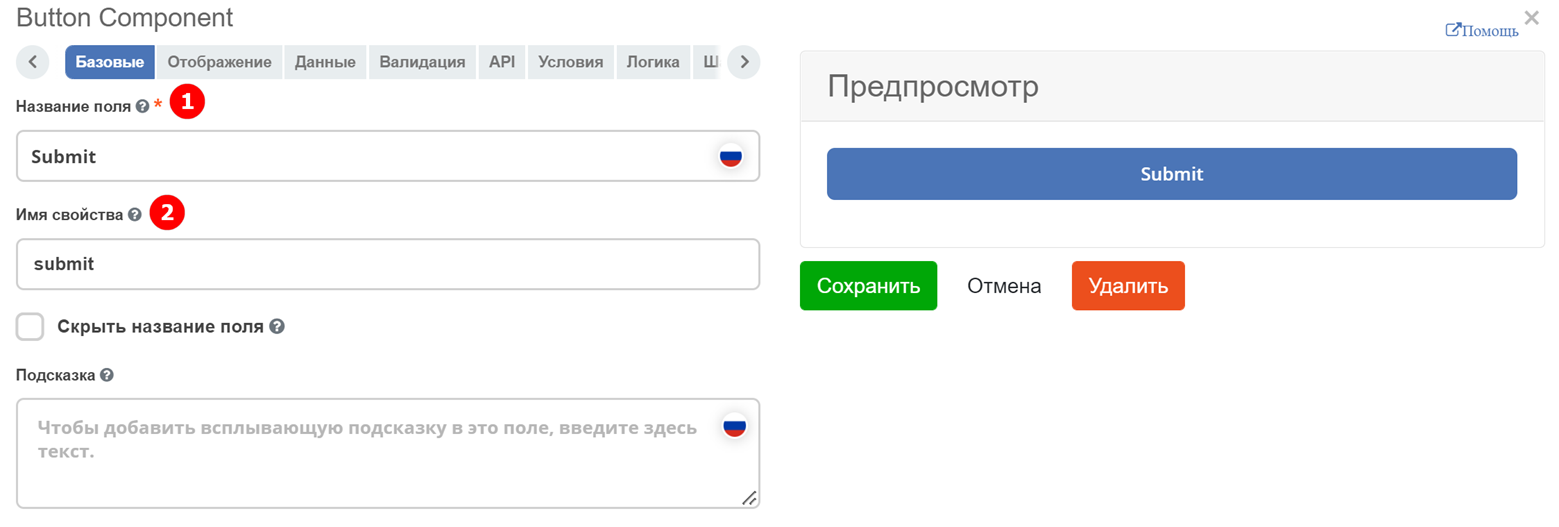 Button Component
Помощь
Базовые Отображение Данные Валидация API Условия Логика
Название поля * 1
Submit
Имя свойства 2
submit
Скрыть название поля
Подсказка
Чтобы добавить всплывающую подсказку в это поле, введите здесь
текст.
Предпросмотр
Submit
Сохранить Отмена Удалить